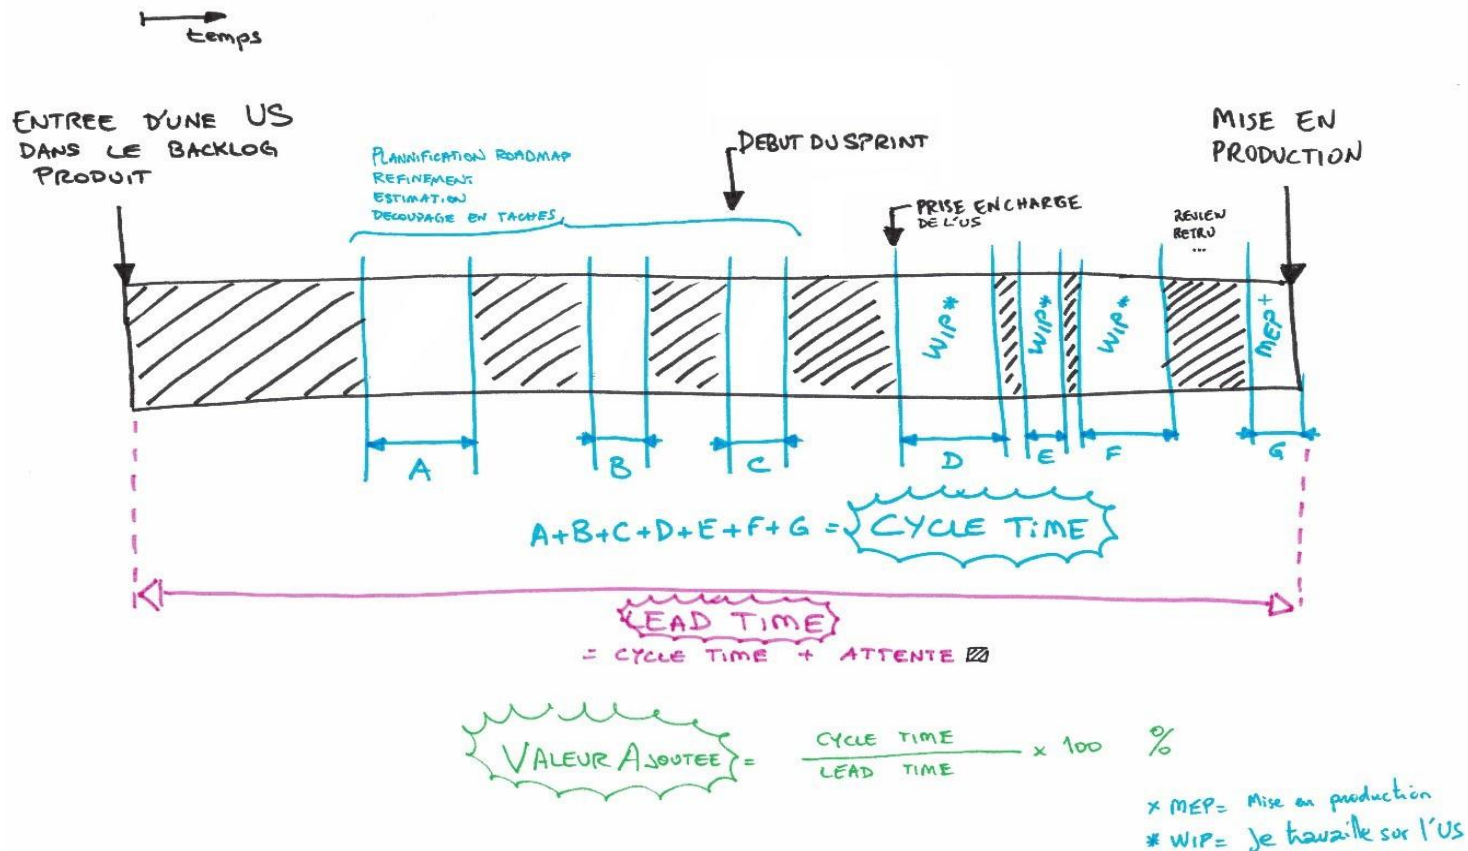 temps
ENTREE D'UNE US
DANS LE BACKLOG
PRODUIT
PLANNIFICATION ROADMAP
REFINEMENT
ESTIMATION
DECOUPAGE EN TACHES
DEBUT DU SPRINT
PRISE EN CHARGE
DE L'US
REVIEW
RETRO
...
MISE EN
PRODUCTION
WIP*
WIP*
WIP*
MEP+
A
B
C
D
E
F
G
A+B+C+D+E+F+G = CYCLE TIME
LEAD TIME
= CYCLE TIME + ATTENTE
VALEUR AJOUTEE = CYCLE TIME / LEAD TIME x 100 %
x MEP= Mise en production
* WIP= Je travaille sur l'US